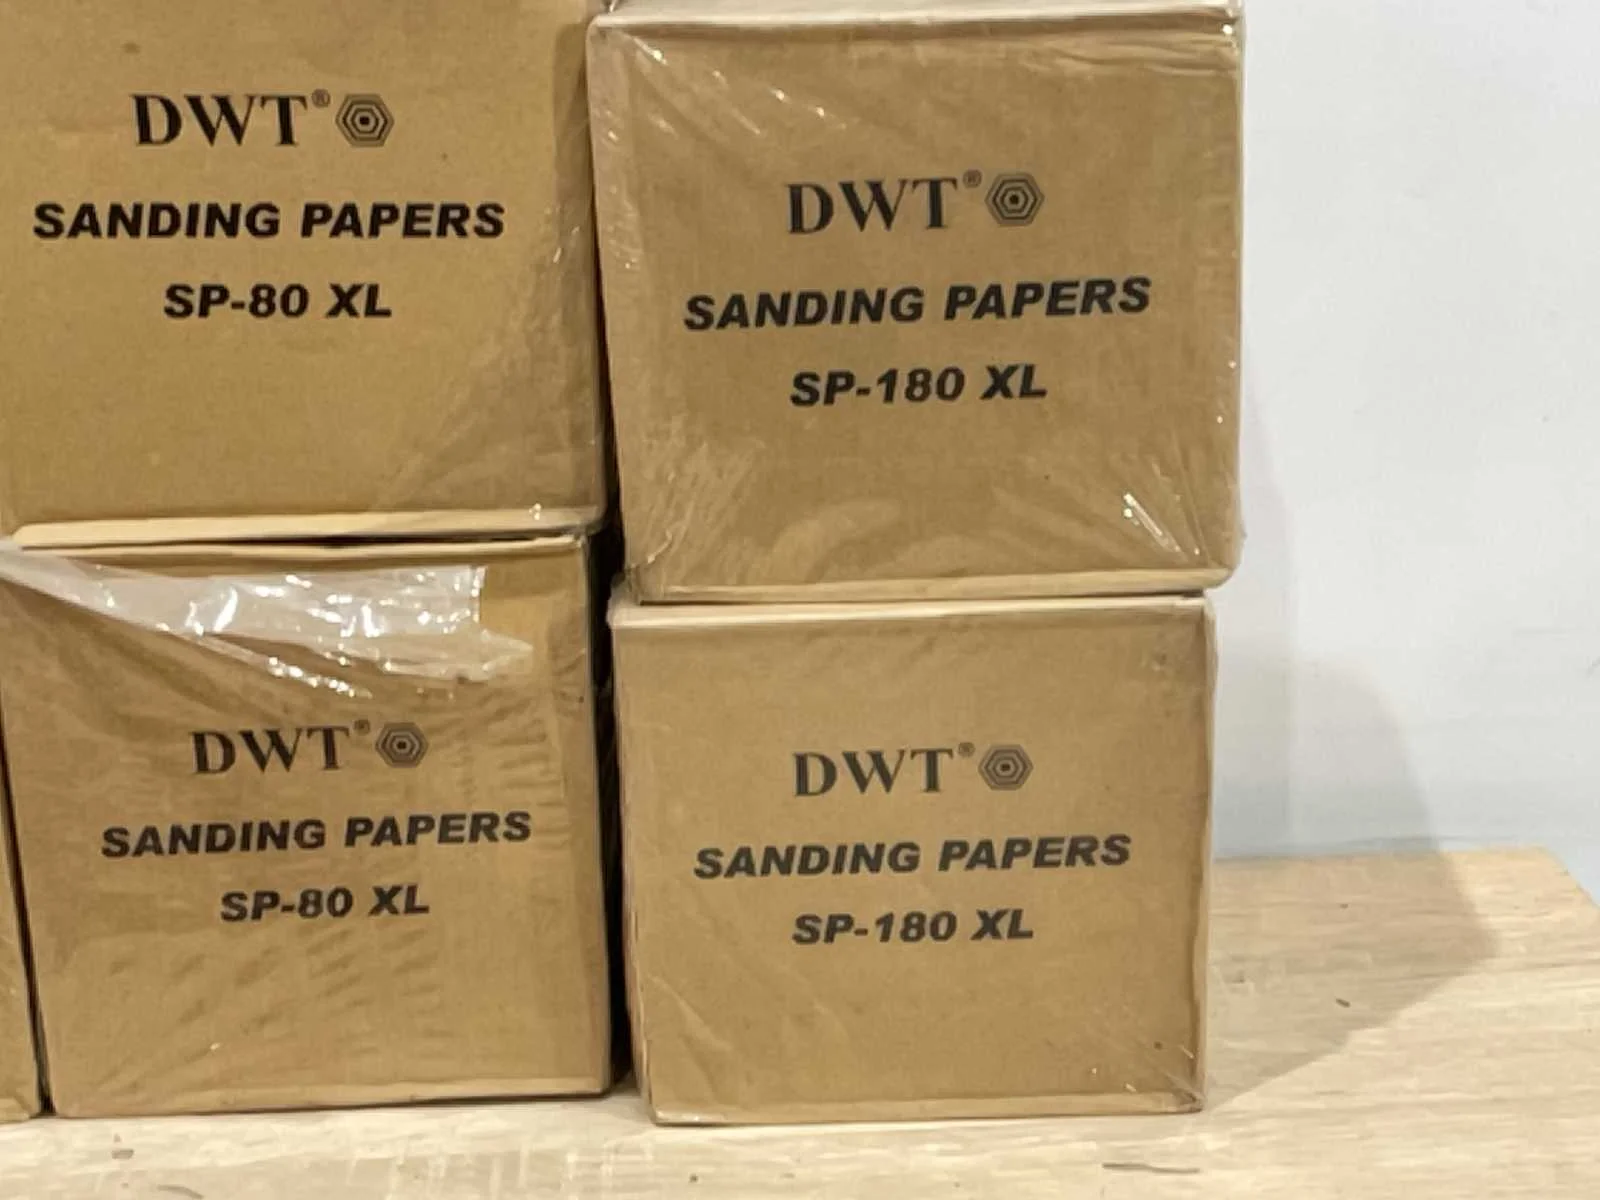 DWT®
SANDING PAPERS
SP-80 XL
DWT®
SANDING PAPERS
SP-180 XL
DWT®
SANDING PAPERS
SP-80 XL
DWT®
SANDING PAPERS
SP-180 XL